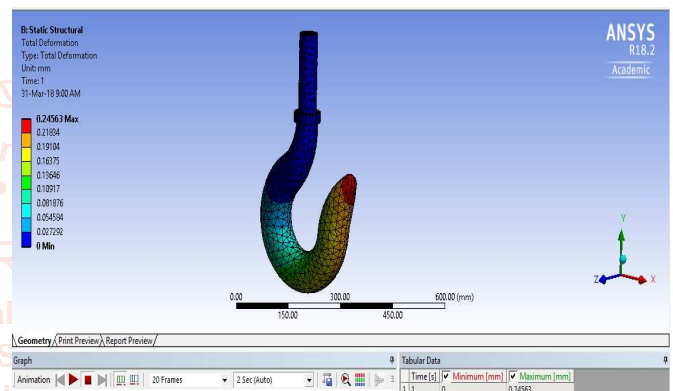 B: Static Structural
Total Deformation
Type: Total Deformation
Unit: mm
Time: 1
31-Mar-18 9:00 AM
0.24563 Max
0.21834
0.19104
0.16375
0.13646
0.10917
0.081876
0.054584
0.027292
0 Min
ANSYS
R18.2
Academic
Y
Z
X
0.00
300.00
600.00 (mm)
150.00
450.00
Geometry Print Preview Report Preview
Graph
Animation
20 Frames
2 Sec (Auto)
3
Tabular Data
Time [s] Minimum [mm] Maximum [mm]
1 1. 0. 0.24563